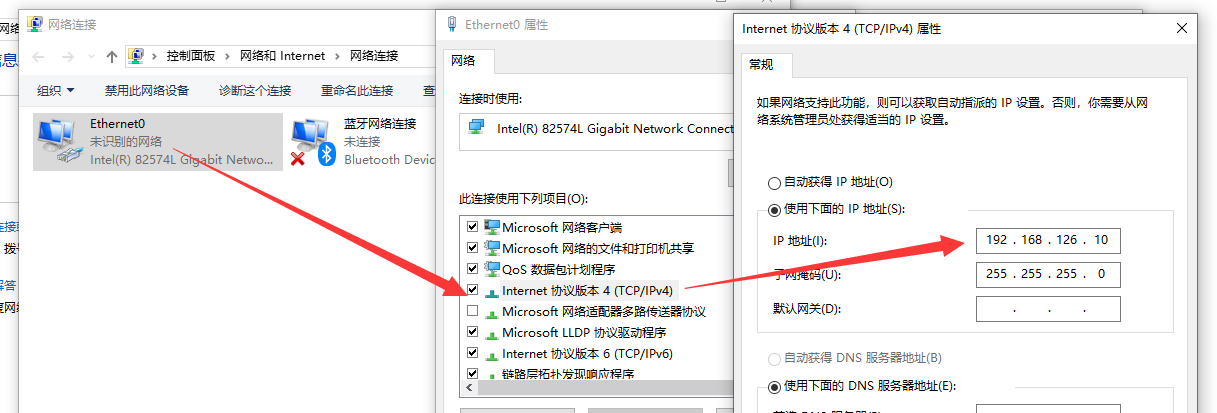 网络连接
控制面板 › 网络和 Internet › 网络连接
组织 禁用此网络设备 诊断这个连接 重命名此连接 查
Ethernet0
未识别的网络
Intel(R) 82574L Gigabit Netwo...
蓝牙网络连接
未连接
Bluetooth Devic
信息
拨号
解答
Ethernet0 属性
网络
连接时使用:
Intel(R) 82574L Gigabit Network Connect
此连接使用下列项目(O):
Microsoft 网络客户端
Microsoft 网络的文件和打印机共享
QoS 数据包计划程序
Internet 协议版本 4 (TCP/IPv4)
Microsoft 网络适配器多路传送器协议
Microsoft LLDP 协议驱动程序
Internet 协议版本 6 (TCP/IPv6)
链路层拓扑发现响应程序
Internet 协议版本 4 (TCP/IPv4) 属性
常规
如果网络支持此功能，则可以获取自动指派的 IP 设置。否则，你需要从网
络系统管理员处获得适当的 IP 设置。
自动获得 IP 地址(O)
使用下面的 IP 地址(S):
IP 地址(I): 192 . 168 . 126 . 10
子网掩码(U): 255 . 255 . 255 . 0
默认网关(D): . . .
自动获得 DNS 服务器地址(B)
使用下面的 DNS 服务器地址(E):